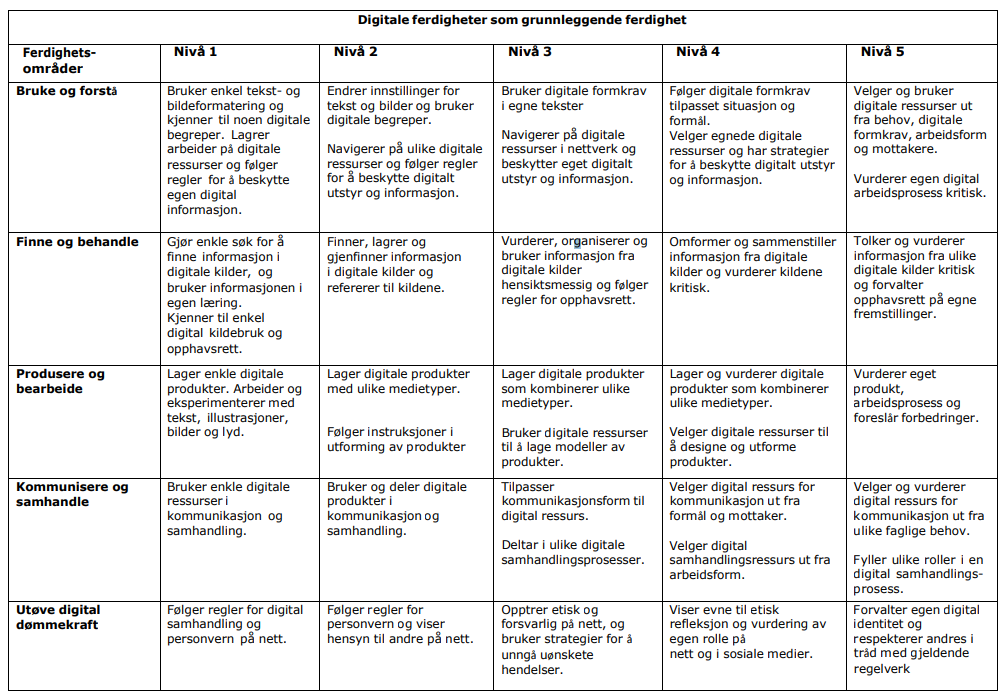 Digitale ferdigheter som grunnleggende ferdighet
Ferdighets-
områder
Nivå 1
Nivå 2
Nivå 3
Nivå 4
Nivå 5
Bruke og forstå
Bruker enkel tekst- og
bildeformatering og
kjenner til noen digitale
begreper. Lagrer
arbeider på digitale
ressurser og følger
regler for å beskytte
egen digital
informasjon.
Endrer innstillinger for
tekst og bilder og bruker
digitale begreper.
Navigerer på ulike digitale
ressurser og følger regler
for å beskytte digitalt
utstyr og informasjon.
Bruker digitale formkrav
i egne tekster
Navigerer på digitale
ressurser i nettverk og
beskytter eget digitalt
utstyr og informasjon.
Følger digitale formkrav
tilpasset situasjon og
formål.
Velger egnede digitale
ressurser og har strategier
for å beskytte digitalt utstyr
og informasjon.
Velger og bruker
digitale ressurser ut
fra behov, digitale
formkrav, arbeidsform
og mottakere.
Vurderer egen digital
arbeidsprosess kritisk.
Finne og behandle
Gjør enkle søk for å
finne informasjon i
digitale kilder, og
bruker informasjonen i
egen læring.
Kjenner til enkel
digital kildebruk og
opphavsrett.
Finner, lagrer og
gjenfinner informasjon
i digitale kilder og
refererer til kildene.
Vurderer, organiserer og
bruker informasjon fra
digitale kilder
hensiktsmessig og følger
regler for opphavsrett.
Omformer og sammenstiller
informasjon fra digitale
kilder og vurderer kildene
kritisk.
Tolker og vurderer
informasjon fra ulike
digitale kilder kritisk
og forvalter
opphavsrett på egne
fremstillinger.
Produsere og
bearbeide
Lager enkle digitale
produkter. Arbeider og
eksperimenterer med
tekst, illustrasjoner,
bilder og lyd.
Lager digitale produkter
med ulike medietyper.
Følger instruksjoner i
utforming av produkter
Lager digitale produkter
som kombinerer ulike
medietyper.
Bruker digitale ressurser
til å lage modeller av
produkter.
Lager og vurderer digitale
produkter som kombinerer
ulike medietyper.
Velger digitale ressurser til
å designe og utforme
produkter.
Vurderer eget
produkt,
arbeidsprosess og
foreslår forbedringer.
Kommunisere og
samhandle
Bruker enkle digitale
ressurser i
kommunikasjon og
samhandling.
Bruker og deler digitale
produkter i
kommunikasjon og
samhandling.
Tilpasser
kommunikasjonsform til
digital ressurs.
Deltar i ulike digitale
samhandlingsprosesser.
Velger digital ressurs for
kommunikasjon ut fra
formål og mottaker.
Velger digital
samhandlingsressurs ut fra
arbeidsform.
Velger og vurderer
digital ressurs for
kommunikasjon ut fra
ulike faglige behov.
Fyller ulike roller i en
digital samhandlings-
prosess.
Utøve digital
dømmekraft
Følger regler for digital
samhandling og
personvern på nett.
Følger regler for
personvern og viser
hensyn til andre på nett.
Opptrer etisk og
forsvarlig på nett, og
bruker strategier for å
unngå uønskete
hendelser.
Viser evne til etisk
refleksjon og vurdering av
egen rolle på
nett og i sosiale medier.
Forvalter egen digital
identitet og
respekterer andres i
tråd med gjeldende
regelverk